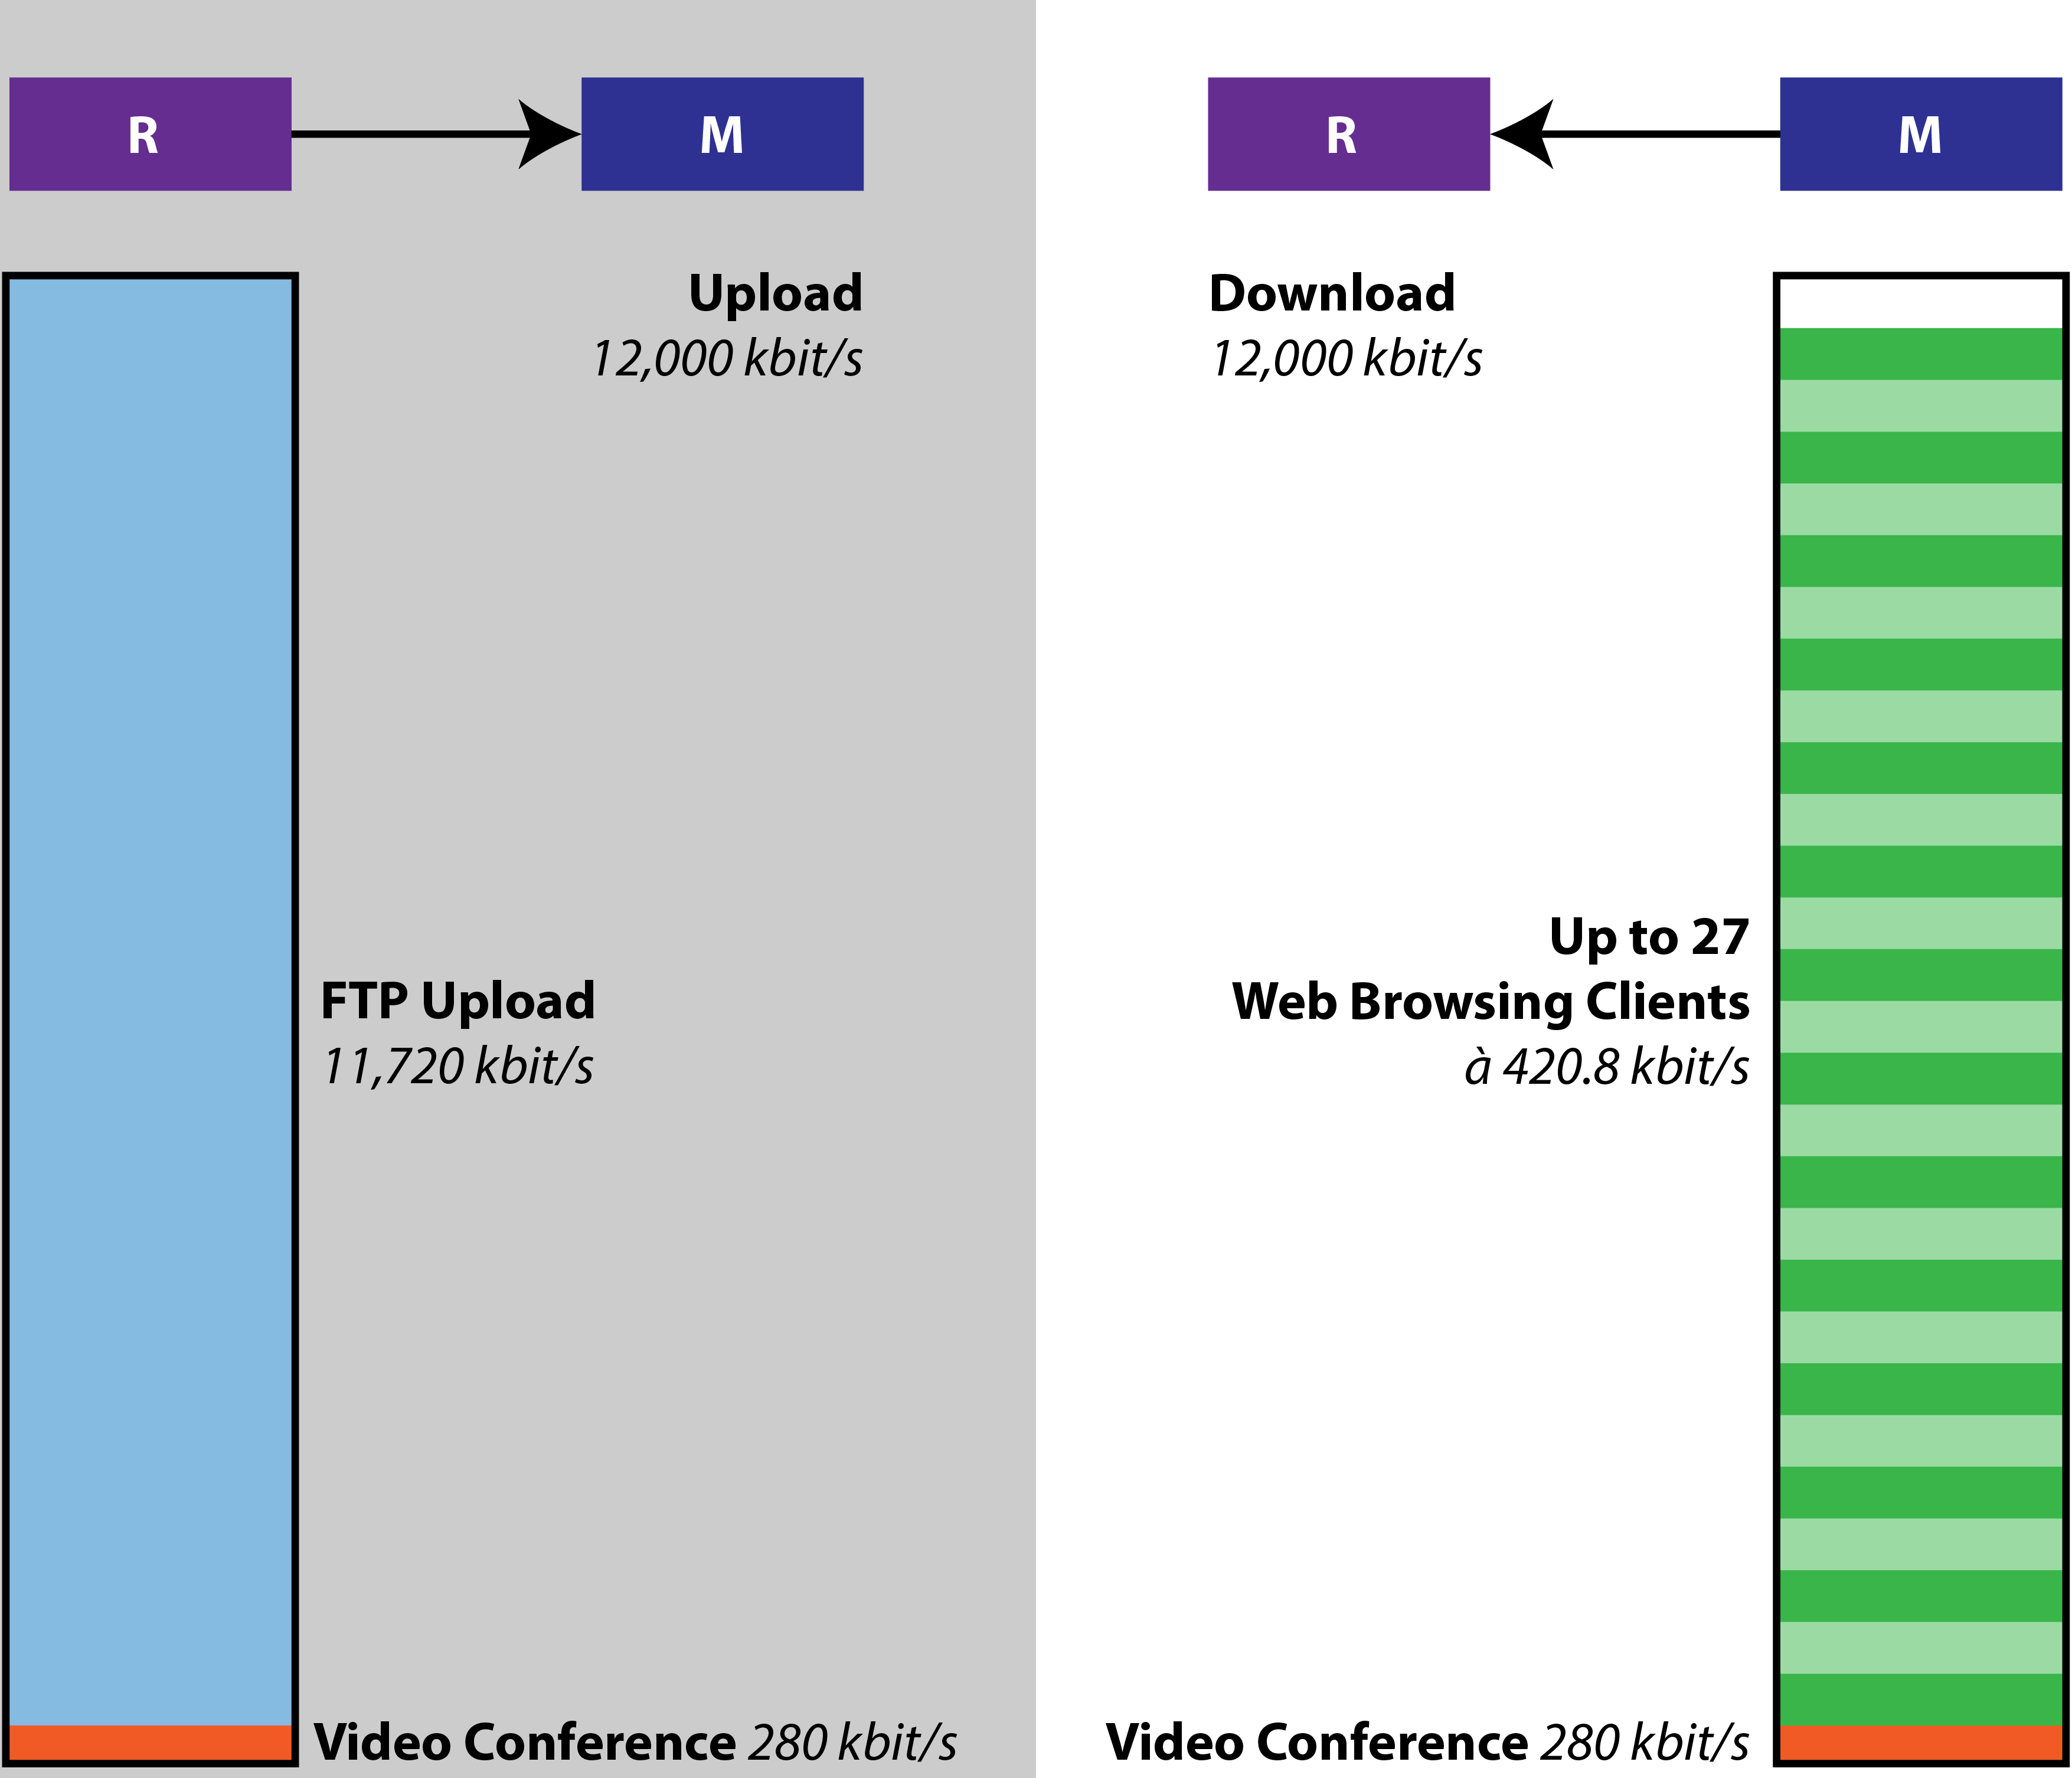 R
M
Upload
12,000 kbit/s
FTP Upload
11,720 kbit/s
Video Conference 280 kbit/s
R
M
Download
12,000 kbit/s
Up to 27
Web Browsing Clients
à 420.8 kbit/s
Video Conference 280 kbit/s